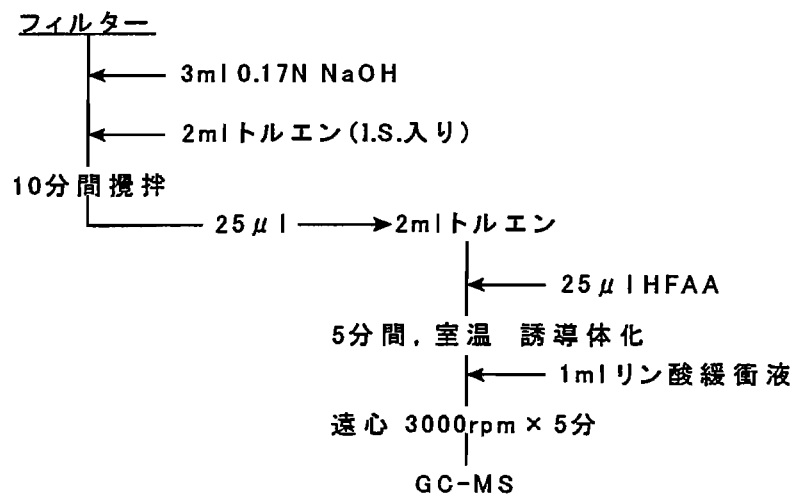 フィルター
3ml 0.17N NaOH
2mlトルエン(I.S.入り)
10分間攪拌
25μl
2mlトルエン
25μl HFAA
5分間, 室温 誘導体化
1mlリン酸緩衝液
遠心 3000rpm × 5分
GC-MS